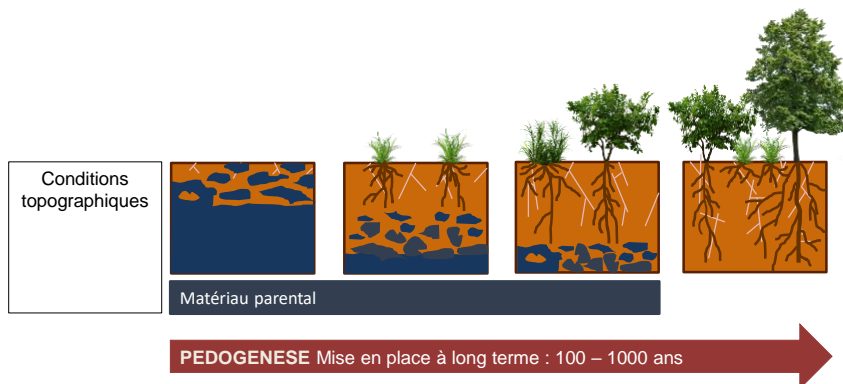 Conditions
topographiques
Matériau parental
PEDOGENESE Mise en place à long terme : 100 – 1000 ans